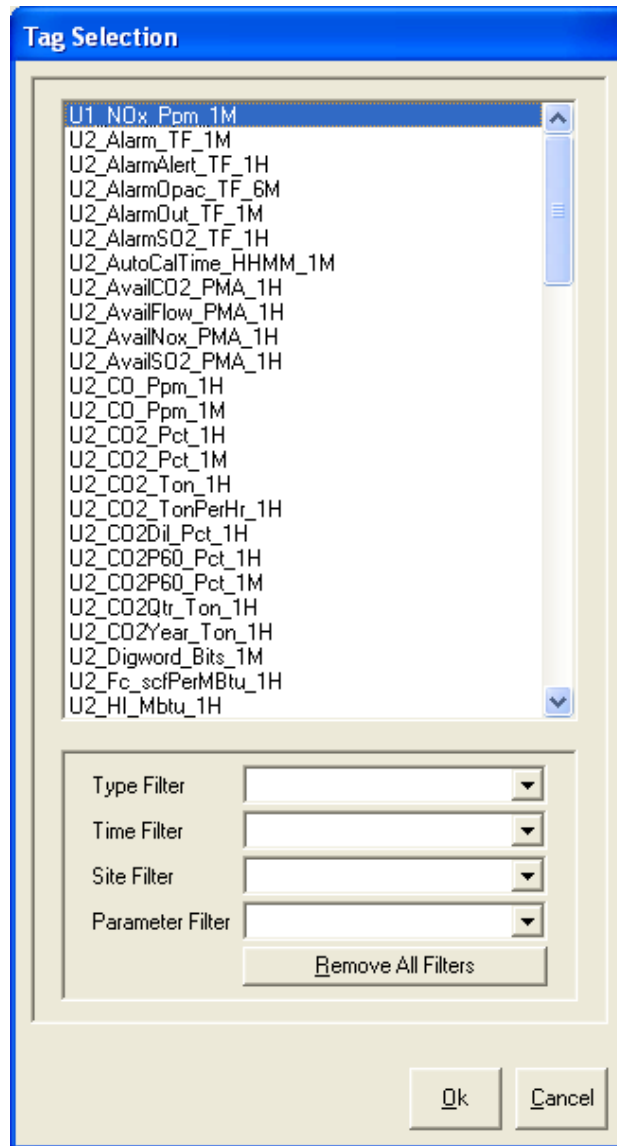 Tag Selection
U1_NOx_Ppm_1M
U2_Alarm_TF_1M
U2_AlarmAlert_TF_1H
U2_AlarmOpac_TF_6M
U2_AlarmOut_TF_1M
U2_AlarmSO2_TF_1H
U2_AutoCalTime_HHMM_1M
U2_AvailCO2_PMA_1H
U2_AvailFlow_PMA_1H
U2_AvailNox_PMA_1H
U2_AvailSO2_PMA_1H
U2_CO_Ppm_1H
U2_CO_Ppm_1M
U2_CO2_Pct_1H
U2_CO2_Pct_1M
U2_CO2_Ton_1H
U2_CO2_TonPerHr_1H
U2_CO2Dil_Pct_1H
U2_CO2P60_Pct_1H
U2_CO2P60_Pct_1M
U2_CO2Qtr_Ton_1H
U2_CO2Year_Ton_1H
U2_Digword_Bits_1M
U2_Fc_scfPerMBtu_1H
U2_HI_Mbtu_1H
Type Filter
Time Filter
Site Filter
Parameter Filter
Remove All Filters
Ok Cancel